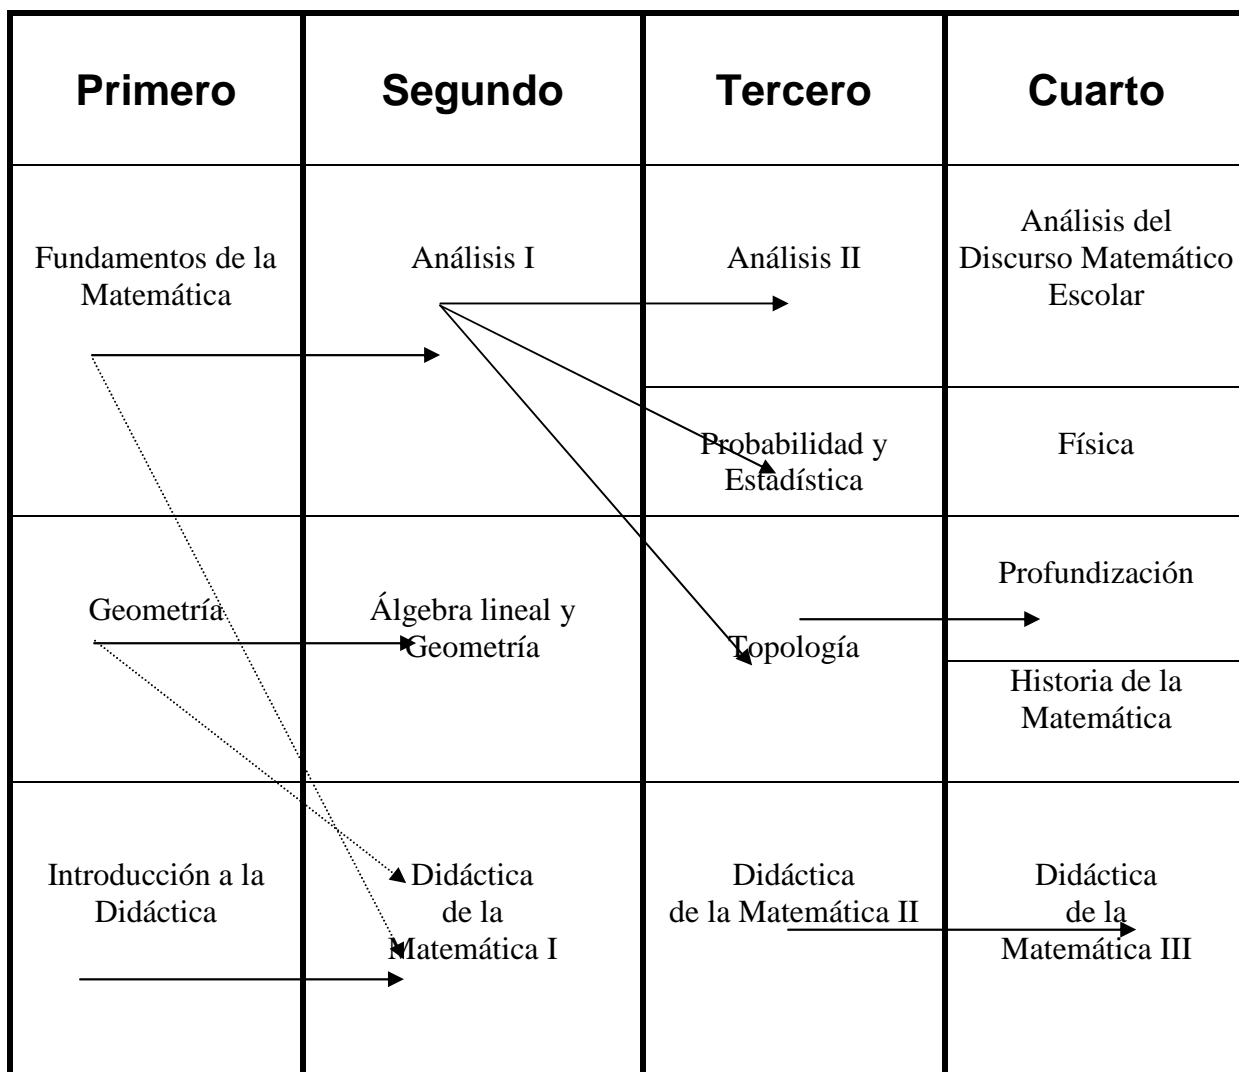 Primero
Segundo
Tercero
Cuarto
Fundamentos de la
Matemática
Análisis I
Análisis II
Análisis del
Discurso Matemático
Escolar
Probabilidad y
Estadística
Física
Geometría
Álgebra lineal y
Geometría
Topología
Profundización
Historia de la
Matemática
Introducción a la
Didáctica
Didáctica
de la
Matemática I
Didáctica
de la Matemática II
Didáctica
de la
Matemática III